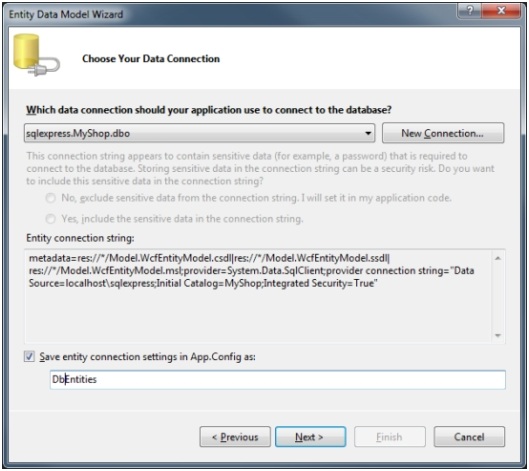 Entity Data Model Wizard
Choose Your Data Connection
Which data connection should your application use to connect to the database?
sqlexpress.MyShop.dbo
New Connection...
This connection string appears to contain sensitive data (for example, a password) that is required to
connect to the database. Storing sensitive data in the connection string can be a security risk. Do you want
to include this sensitive data in the connection string?
No, exclude sensitive data from the connection string. I will set it in my application code.
Yes, include the sensitive data in the connection string.
Entity connection string:
metadata=res://*/Model.WcfEntityModel.csdl|res://*/Model.WcfEntityModel.ssdl|
res://*/Model.WcfEntityModel.msl;provider=System.Data.SqlClient;provider connection string="Data
Source=localhost\sqlexpress;Initial Catalog=MyShop;Integrated Security=True"
Save entity connection settings in App.Config as:
DbEntities
< Previous
Next >
Finish
Cancel